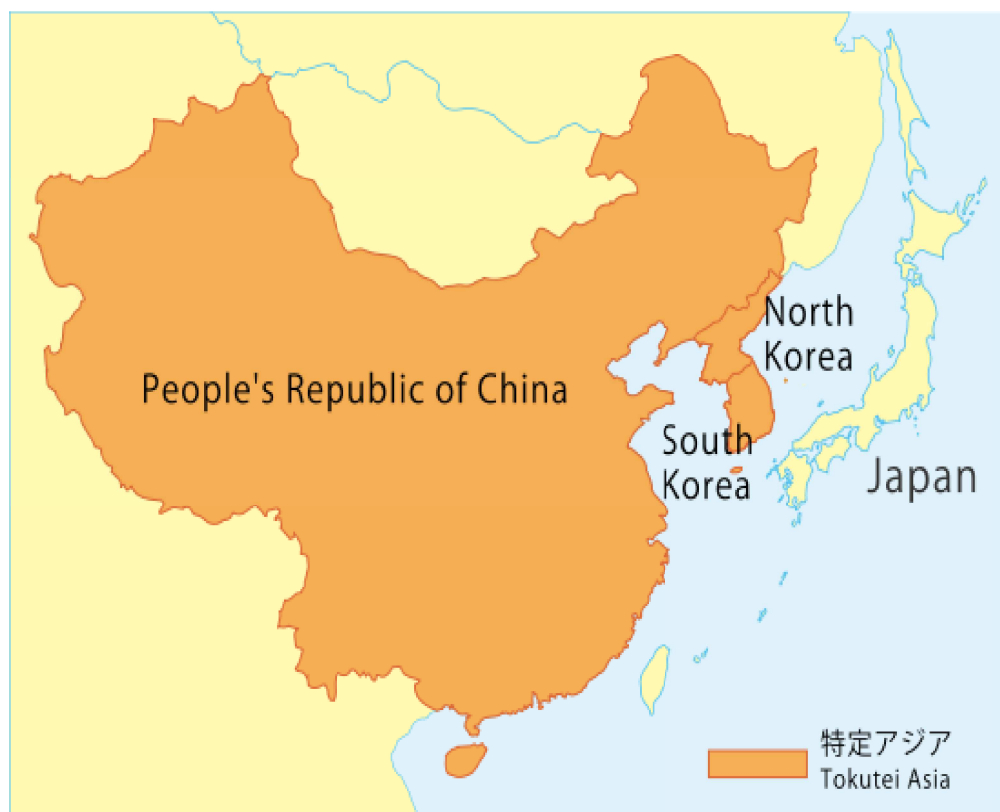 North
Korea
People's Republic of China
South
Korea
Japan
特定アジア
Tokutei Asia